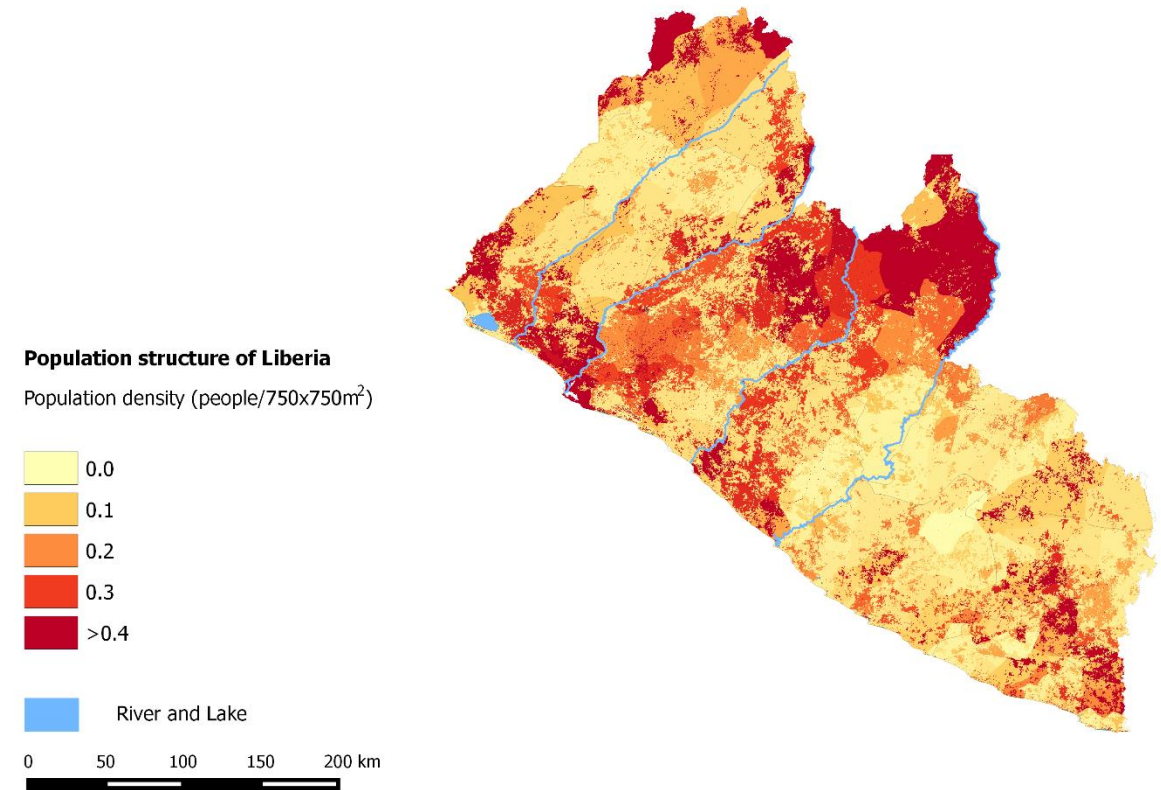 Population structure of Liberia
Population density (people/750x750m²)
0.0
0.1
0.2
0.3
>0.4
River and Lake
0 50 100 150 200 km